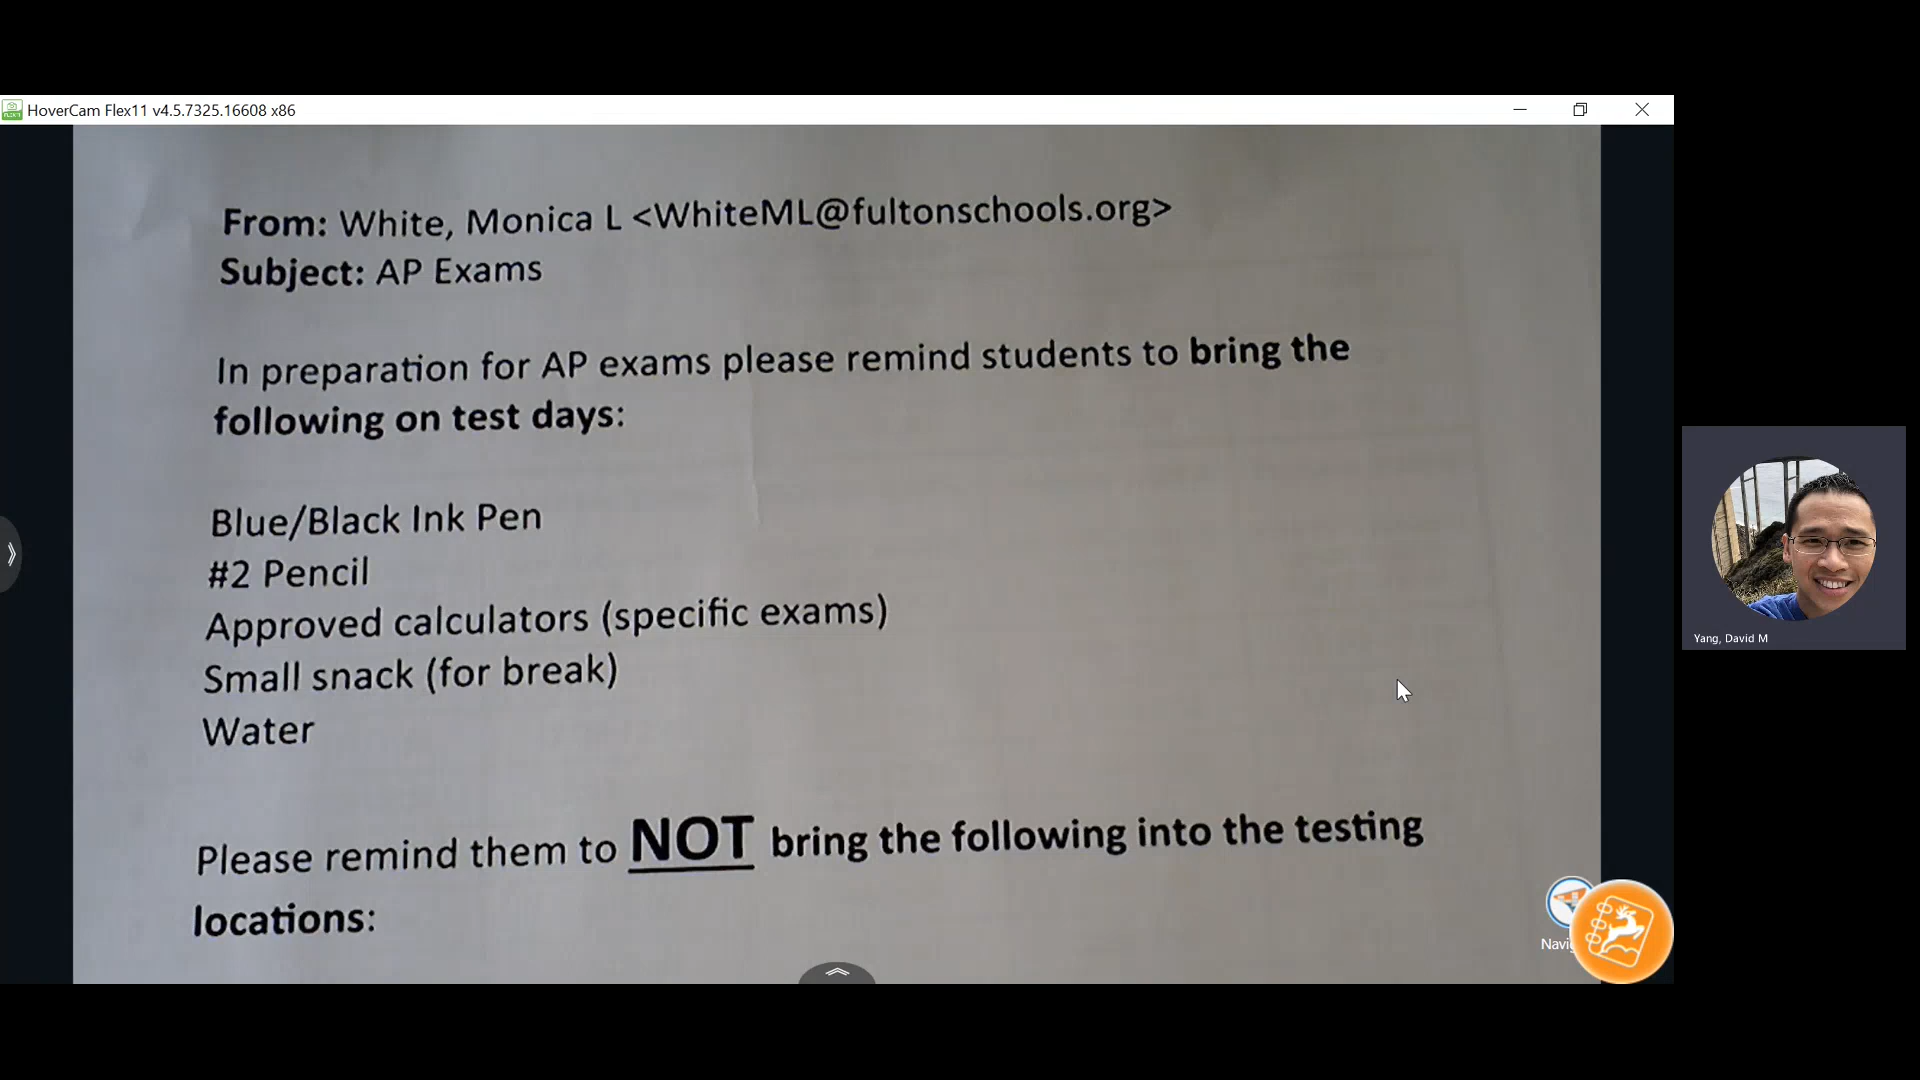 HoverCam Flex11 v4.5.7325.16608 x86
From: White, Monica L <WhiteML@fultonschools.org>
Subject: AP Exams
In preparation for AP exams please remind students to bring the
following on test days:
Blue/Black Ink Pen
#2 Pencil
Approved calculators (specific exams)
Small snack (for break)
Water
Please remind them to NOT bring the following into the testing
locations:
Yang, David M